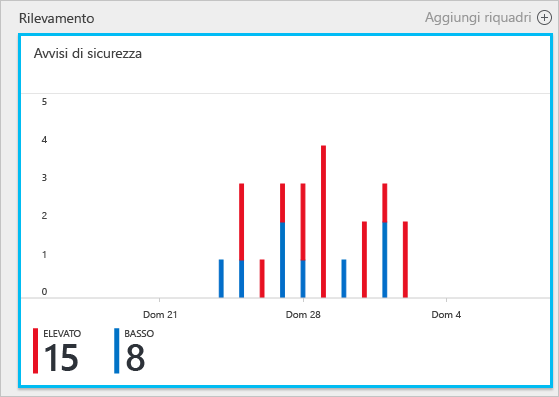 Rilevamento
Aggiungi riquadri
Avvisi di sicurezza
5
4
3
2
1
0
Dom 21
Dom 28
Dom 4
ELEVATO
15
BASSO
8